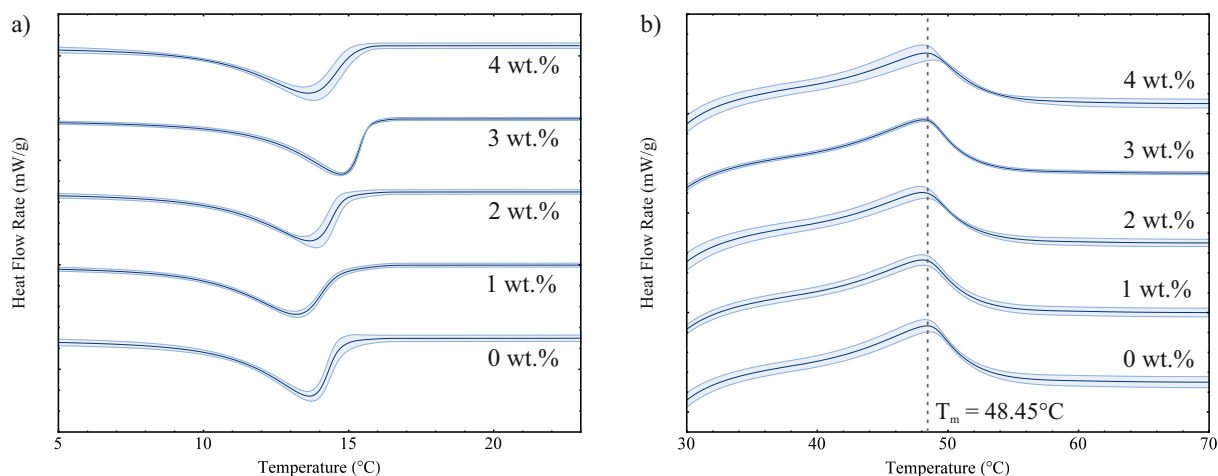 a)
Heat Flow Rate (mW/g)
4 wt.%
3 wt.%
2 wt.%
1 wt.%
0 wt.%
5 10 15 20
Temperature (°C)
b)
Heat Flow Rate (mW/g)
4 wt.%
3 wt.%
2 wt.%
1 wt.%
0 wt.%
Tm = 48.45°C
30 40 50 60 70
Temperature (°C)